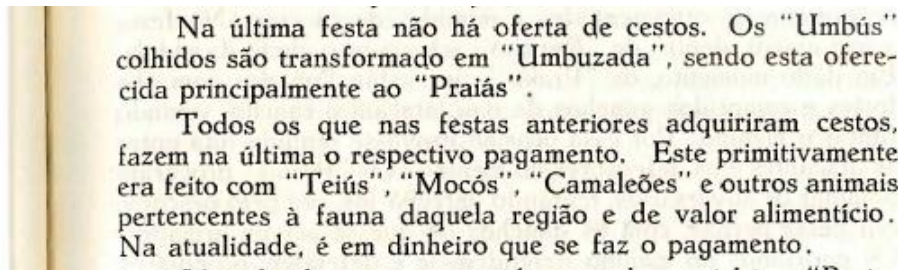 Na última festa não há oferta de cestos. Os "Umbús"
colhidos são transformado em "Umbuzada", sendo esta ofere-
cida principalmente ao "Praiás".
Todos os que nas festas anteriores adquiriram cestos,
fazem na última o respectivo pagamento. Este primitivamente
era feito com "Teiús", "Mocós", "Camaleões" e outros animais
pertencentes à fauna daquela região e de valor alimentício.
Na atualidade, é em dinheiro que se faz o pagamento.